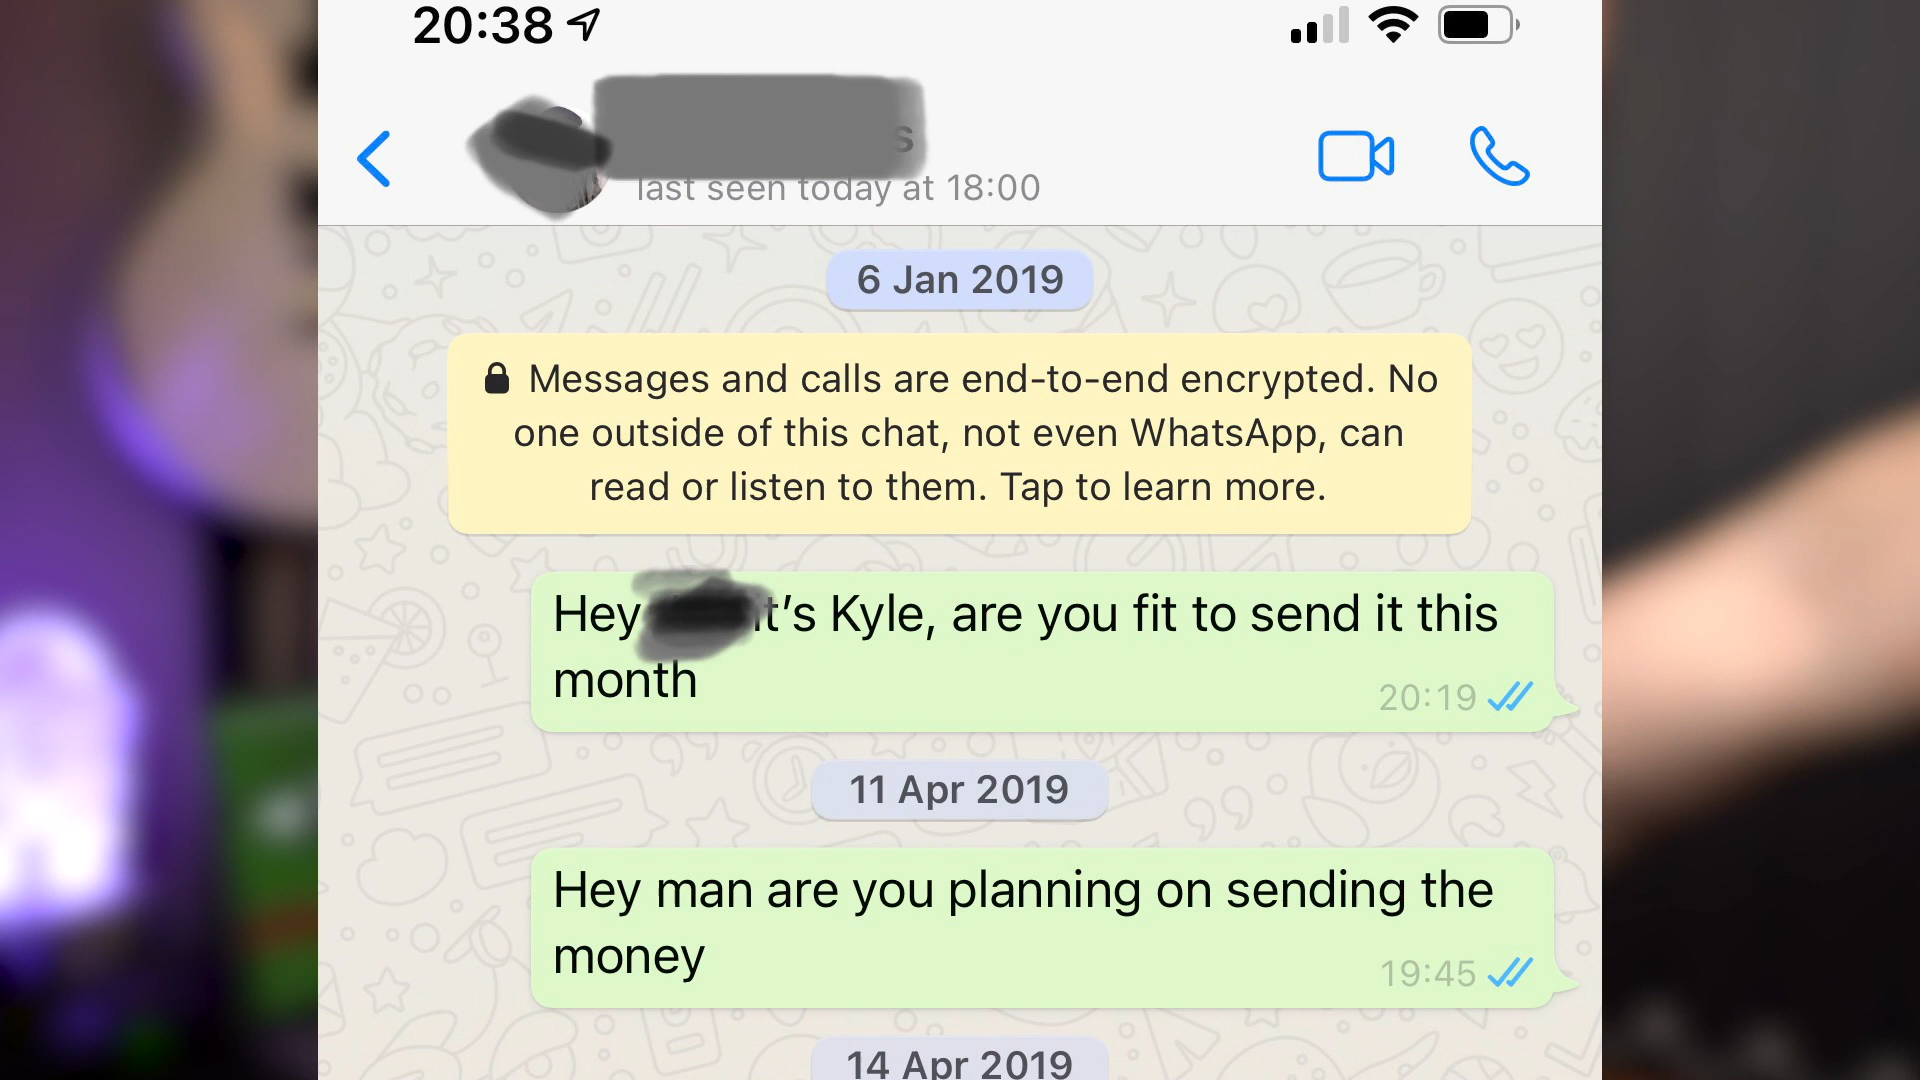 20:38
s
last seen today at 18:00
6 Jan 2019
Messages and calls are end-to-end encrypted. No
one outside of this chat, not even WhatsApp, can
read or listen to them. Tap to learn more.
Hey it’s Kyle, are you fit to send it this
month
20:19
11 Apr 2019
Hey man are you planning on sending the
money
19:45
14 Apr 2019